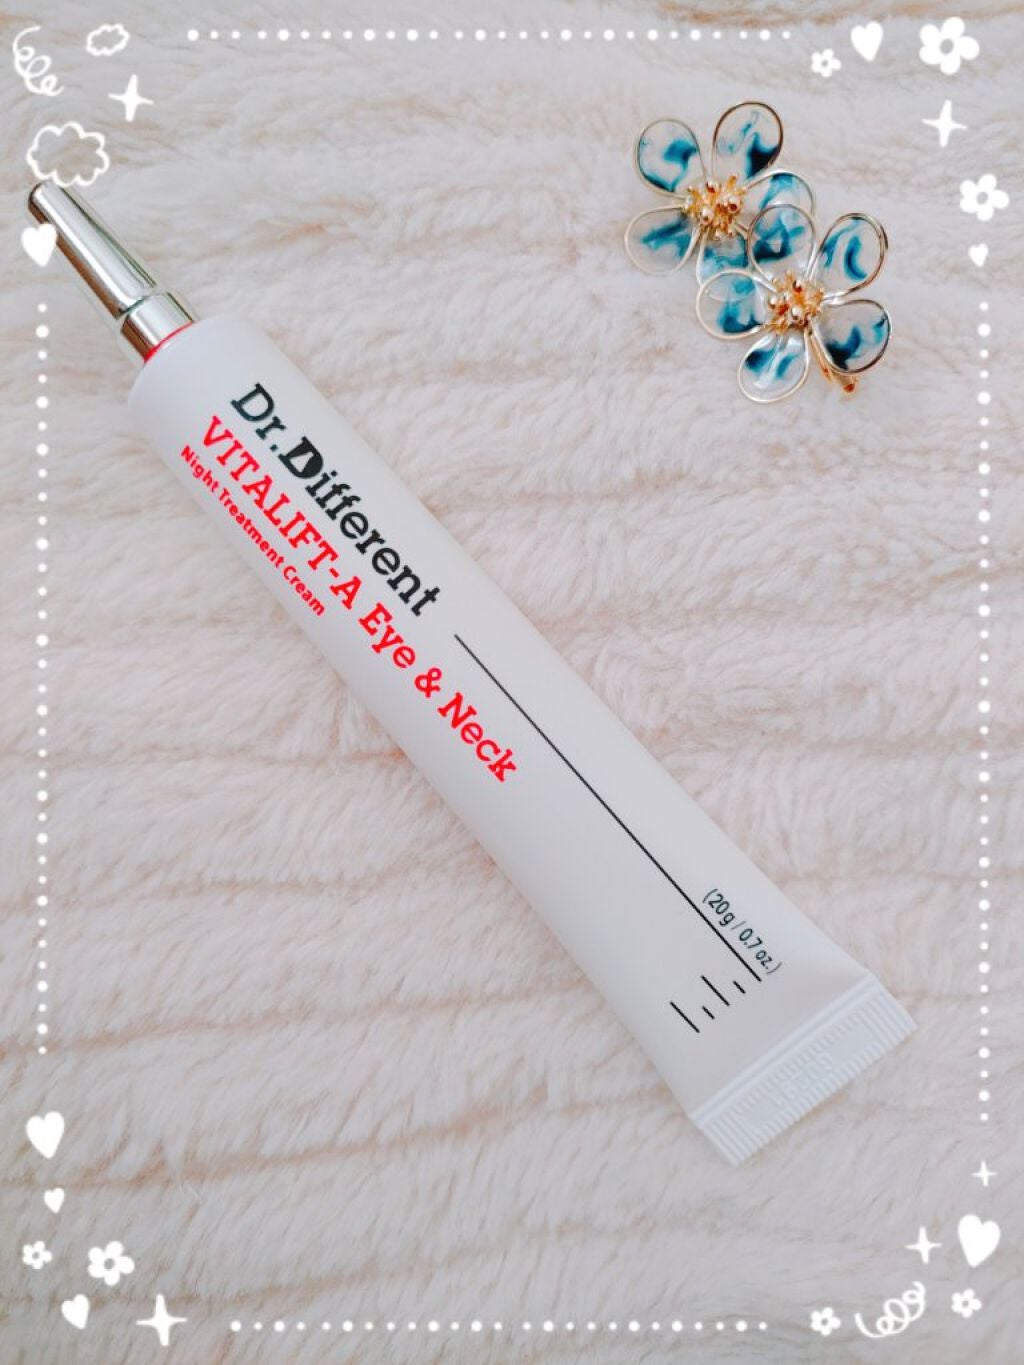 Dr.Different
VITALIFT-A Eye & Neck
Night Treatment Cream
(20g / 0.7 oz.)